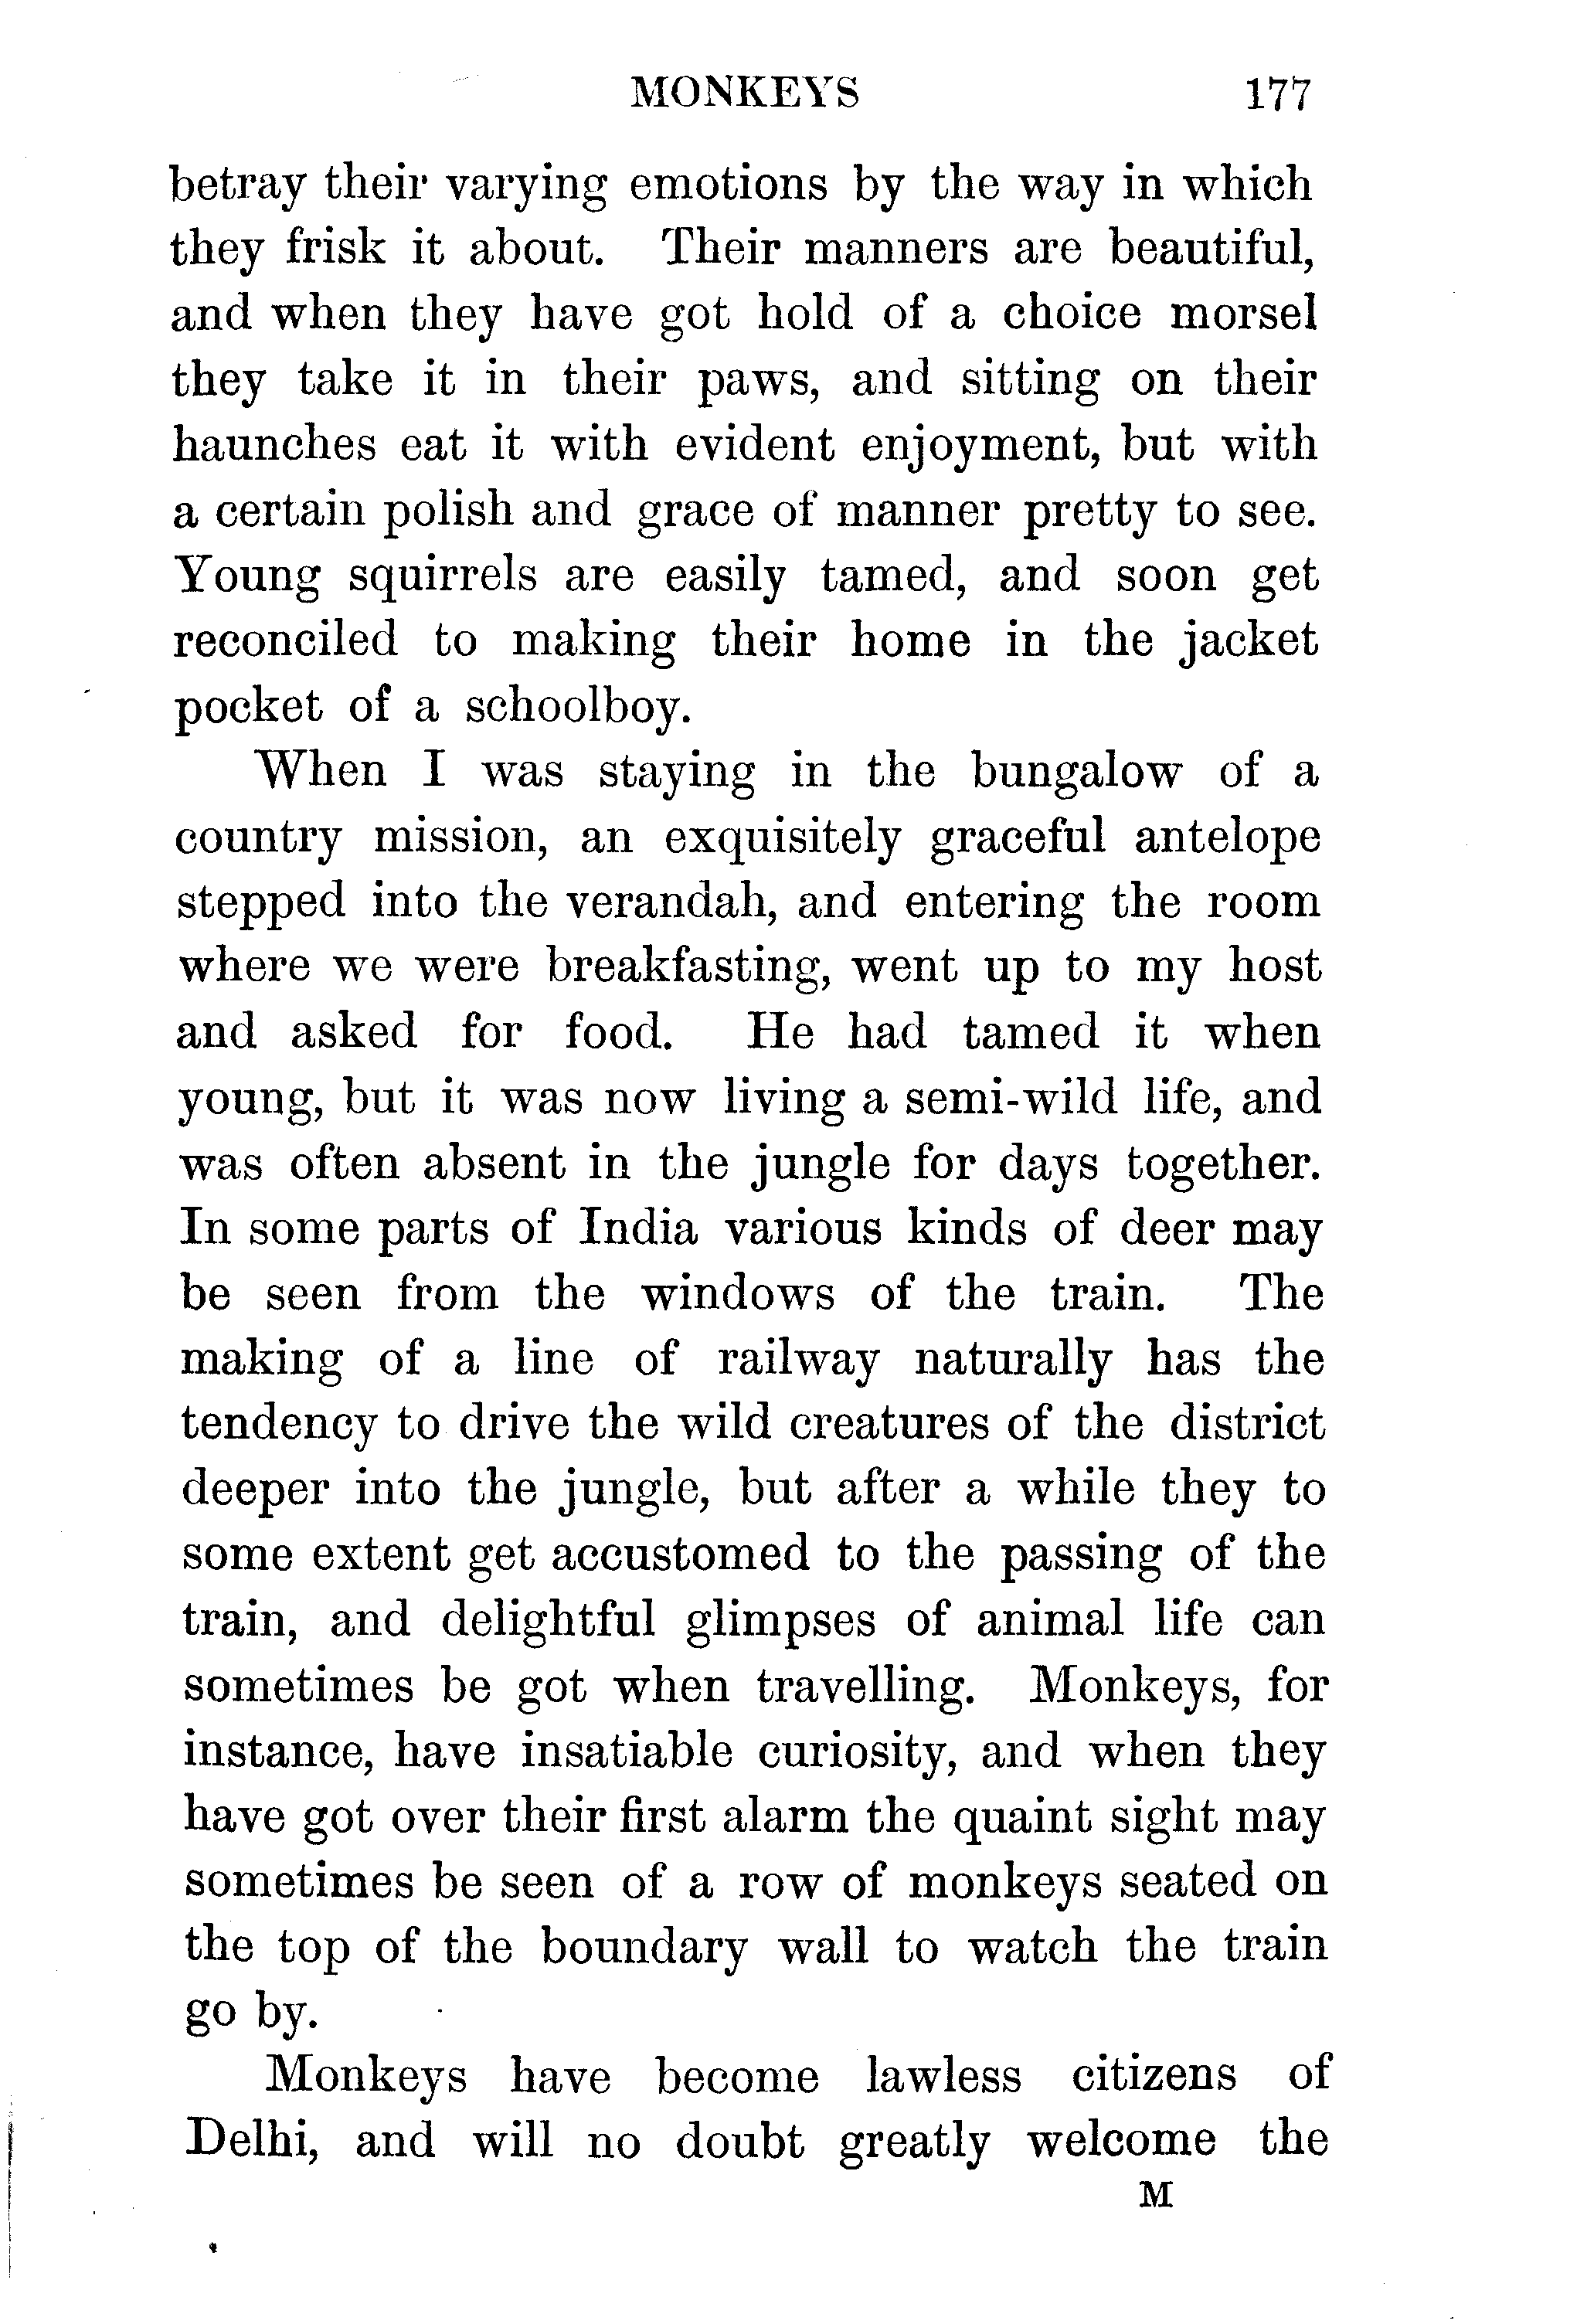 MONKEYS 177
betray their varying emotions by the way in which
they frisk it about. Their manners are beautiful,
and when they have got hold of a choice morsel
they take it in their paws, and sitting on their
haunches eat it with evident enjoyment, but with
a certain polish and grace of manner pretty to see.
Young squirrels are easily tamed, and soon get
reconciled to making their home in the jacket
pocket of a schoolboy.
When I was staying in the bungalow of a
country mission, an exquisitely graceful antelope
stepped into the verandah, and entering the room
where we were breakfasting, went up to my host
and asked for food. He had tamed it when
young, but it was now living a semi-wild life, and
was often absent in the jungle for days together.
In some parts of India various kinds of deer may
be seen from the windows of the train. The
making of a line of railway naturally has the
tendency to drive the wild creatures of the district
deeper into the jungle, but after a while they to
some extent get accustomed to the passing of the
train, and delightful glimpses of animal life can
sometimes be got when travelling. Monkeys, for
instance, have insatiable curiosity, and when they
have got over their first alarm the quaint sight may
sometimes be seen of a row of monkeys seated on
the top of the boundary wall to watch the train
go by.
Monkeys have become lawless citizens of
Delhi, and will no doubt greatly welcome the
M